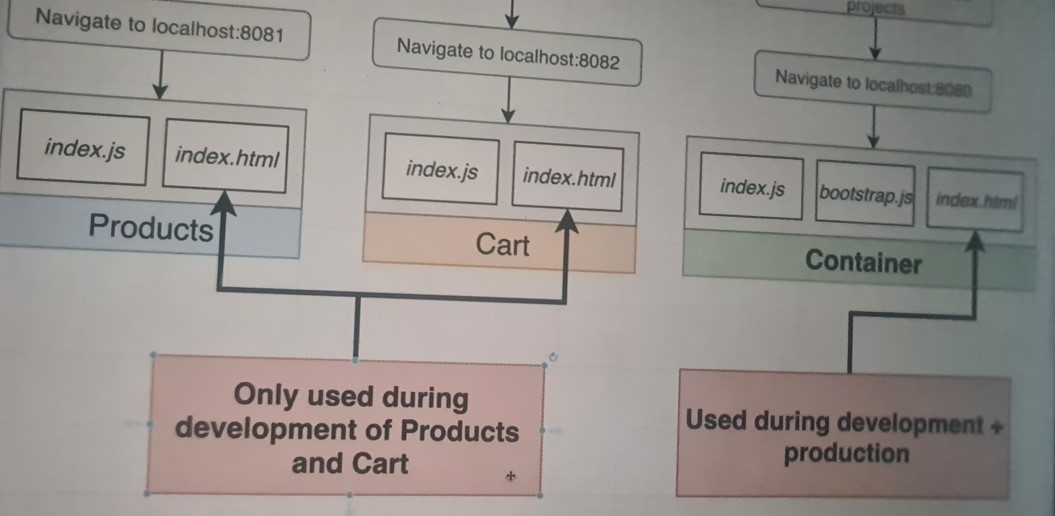 projects
Navigate to localhost:8081
Navigate to localhost:8082
Navigate to localhost:8080
index.js
index.html
index.js
index.html
index.js
bootstrap.js
index.html
Products
Cart
Container
Only used during
development of Products
and Cart
Used during development +
production